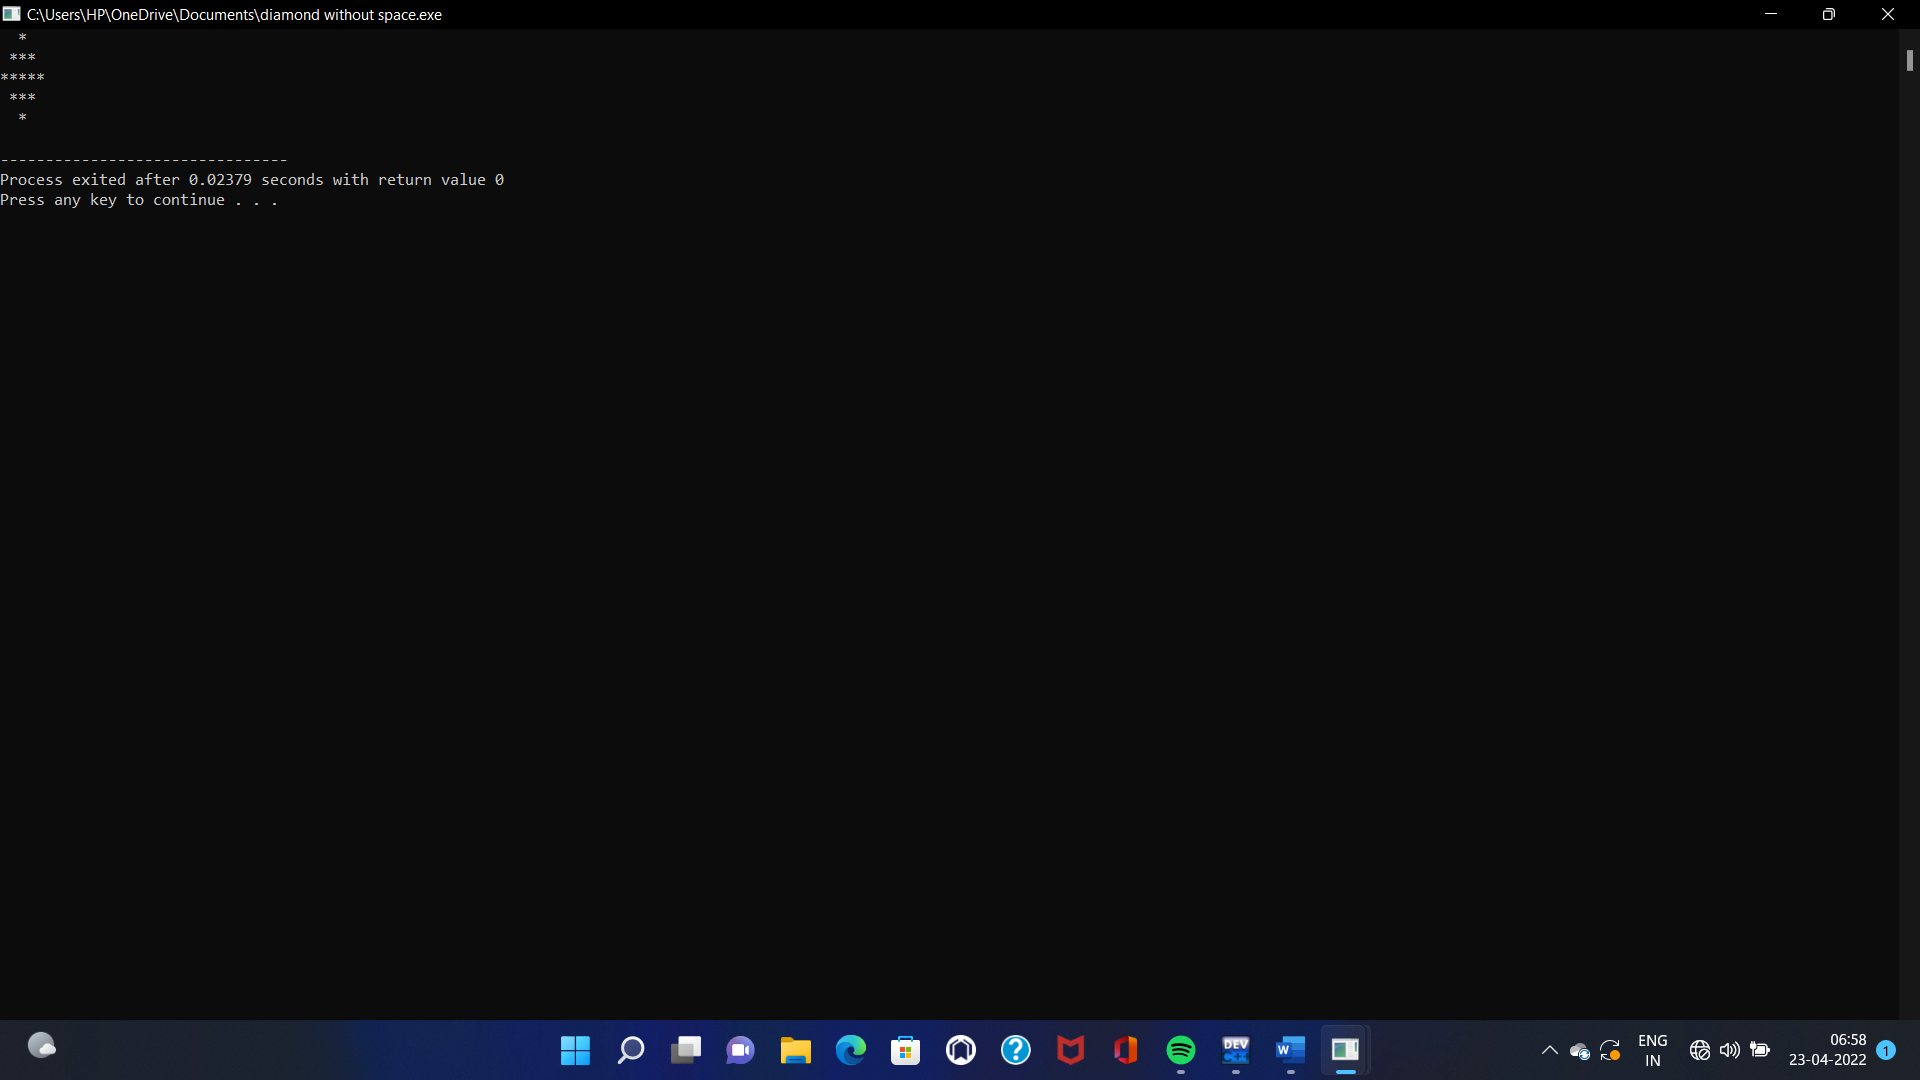 C:\Users\HP\OneDrive\Documents\diamond without space.exe
  *
 ***
*****
 ***
  *
--------------------------------
Process exited after 0.02379 seconds with return value 0
Press any key to continue . . .
DEV
C++
W
ENG
IN
06:58
23-04-2022
1